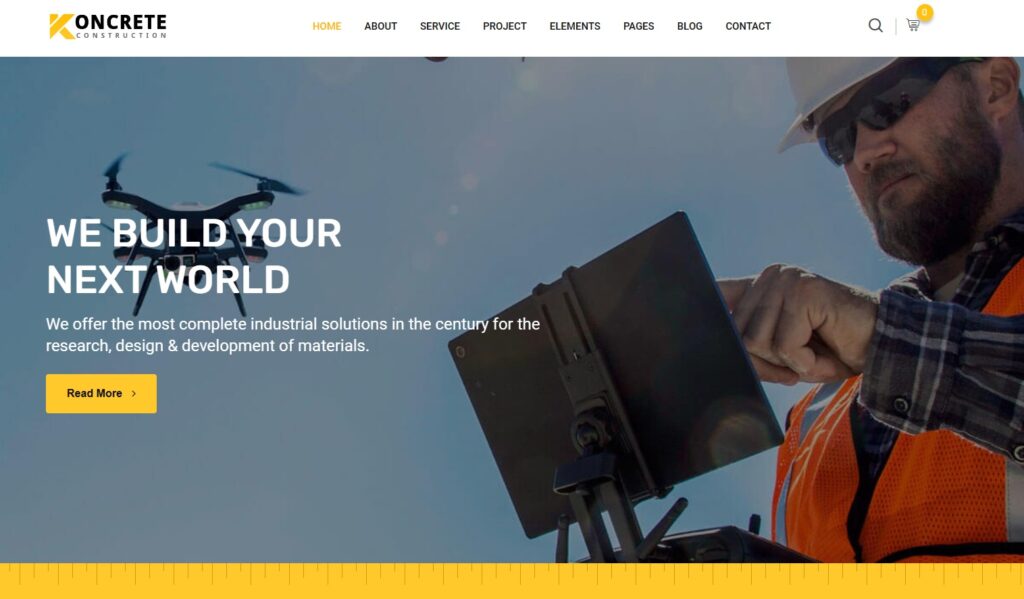 KONCRETE
CONSTRUCTION
HOME ABOUT SERVICE PROJECT ELEMENTS PAGES BLOG CONTACT
0
WE BUILD YOUR
NEXT WORLD
We offer the most complete industrial solutions in the century for the
research, design & development of materials.
Read More